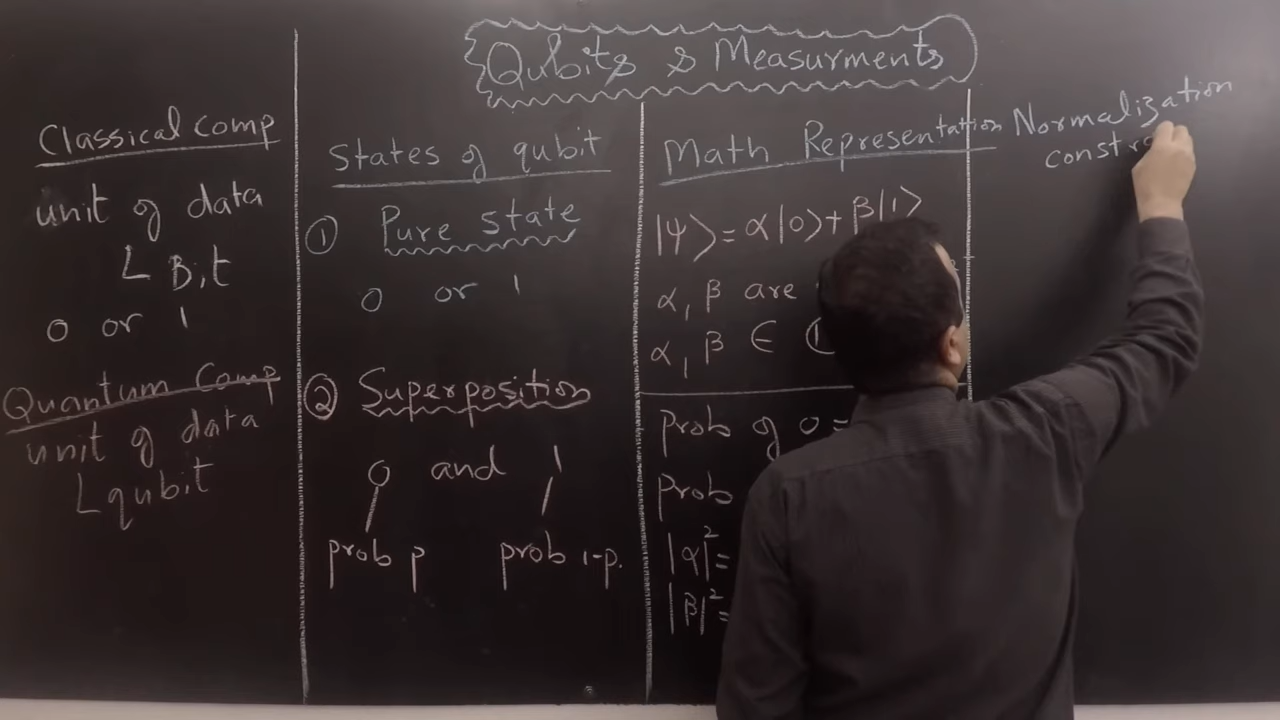 Qubits & Measurments
Classical comp
unit of data
Bit
0 or 1
Quantum Comp
unit of data
qubit
States of qubit
① Pure state
0 or 1
② Superposition
0 and 1
prob p prob 1-p.
Math Representation
|ψ⟩=α|0⟩+β|1⟩
α, β are
α, β ∈
prob of 0 =
prob
|α|²=
|β|²=
Normalization
constra